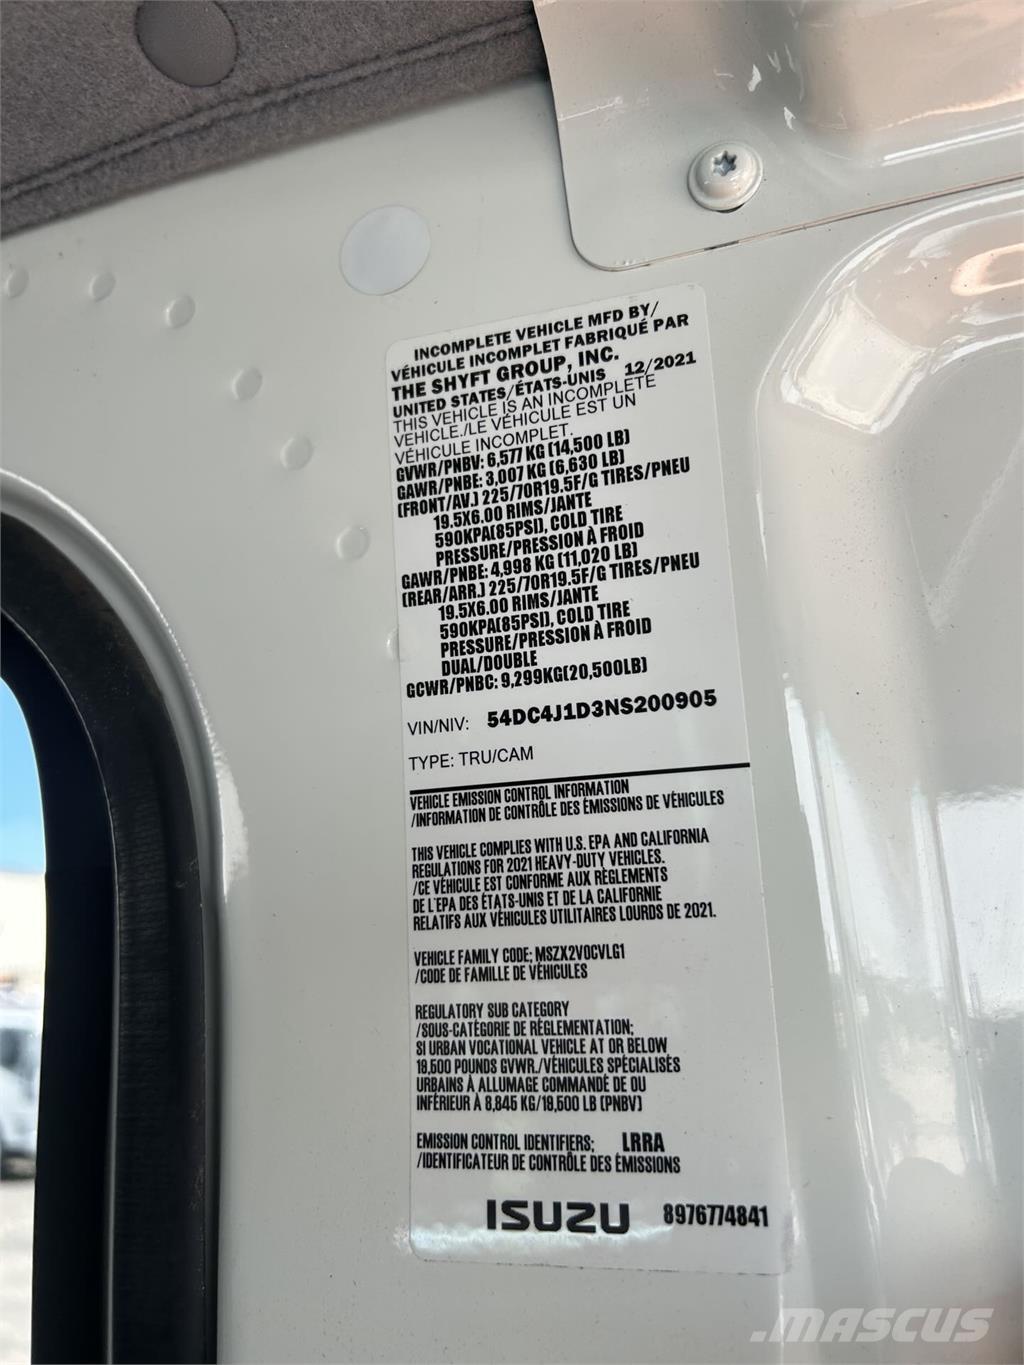 INCOMPLETE VEHICLE MFD BY/
VÉHICULE INCOMPLET FABRIQUÉ PAR
THE SHYFT GROUP, INC.
UNITED STATES/ÉTATS-UNIS 12/2021
THIS VEHICLE IS AN INCOMPLETE
VEHICLE./LE VÉHICULE EST UN
VÉHICULE INCOMPLET.
GVWR/PNBV: 6,577 KG (14,500 LB)
GAWR/PNBE: 3,007 KG (6,630 LB)
(FRONT/AV.) 225/70R19.5F/G TIRES/PNEU
19.5X6.00 RIMS/JANTE
590KPA(85PSI), COLD TIRE
PRESSURE/PRESSION À FROID
GAWR/PNBE: 4,998 KG (11,020 LB)
(REAR/ARR.) 225/70R19.5F/G TIRES/PNEU
19.5X6.00 RIMS/JANTE
590KPA(85PSI), COLD TIRE
PRESSURE/PRESSION À FROID
DUAL/DOUBLE
GCWR/PNBC: 9,299KG(20,500LB)
VIN/NIV: 54DC4J1D3NS200905
TYPE: TRU/CAM
VEHICLE EMISSION CONTROL INFORMATION
/INFORMATION DE CONTRÔLE DES ÉMISSIONS DE VÉHICULES
THIS VEHICLE COMPLIES WITH U.S. EPA AND CALIFORNIA
REGULATIONS FOR 2021 HEAVY-DUTY VEHICLES.
/CE VÉHICULE EST CONFORME AUX RÈGLEMENTS
DE L'EPA DES ÉTATS-UNIS ET DE LA CALIFORNIE
RELATIFS AUX VÉHICULES UTILITAIRES LOURDS DE 2021.
VEHICLE FAMILY CODE; MSZX2VOCVLG1
/CODE DE FAMILLE DE VÉHICULES
REGULATORY SUB CATEGORY
/SOUS-CATÉGORIE DE RÉGLEMENTATION;
SI URBAN VOCATIONAL VEHICLE AT OR BELOW
19,500 POUNDS GVWR./VÉHICULES SPÉCIALISÉS
URBAINS À ALLUMAGE COMMANDÉ DE OU
INFÉRIEUR À 8,845 KG/19,500 LB (PNBV)
EMISSION CONTROL IDENTIFIERS; LRRA
/IDENTIFICATEUR DE CONTRÔLE DES ÉMISSIONS
ISUZU 8976774841
MASCUS